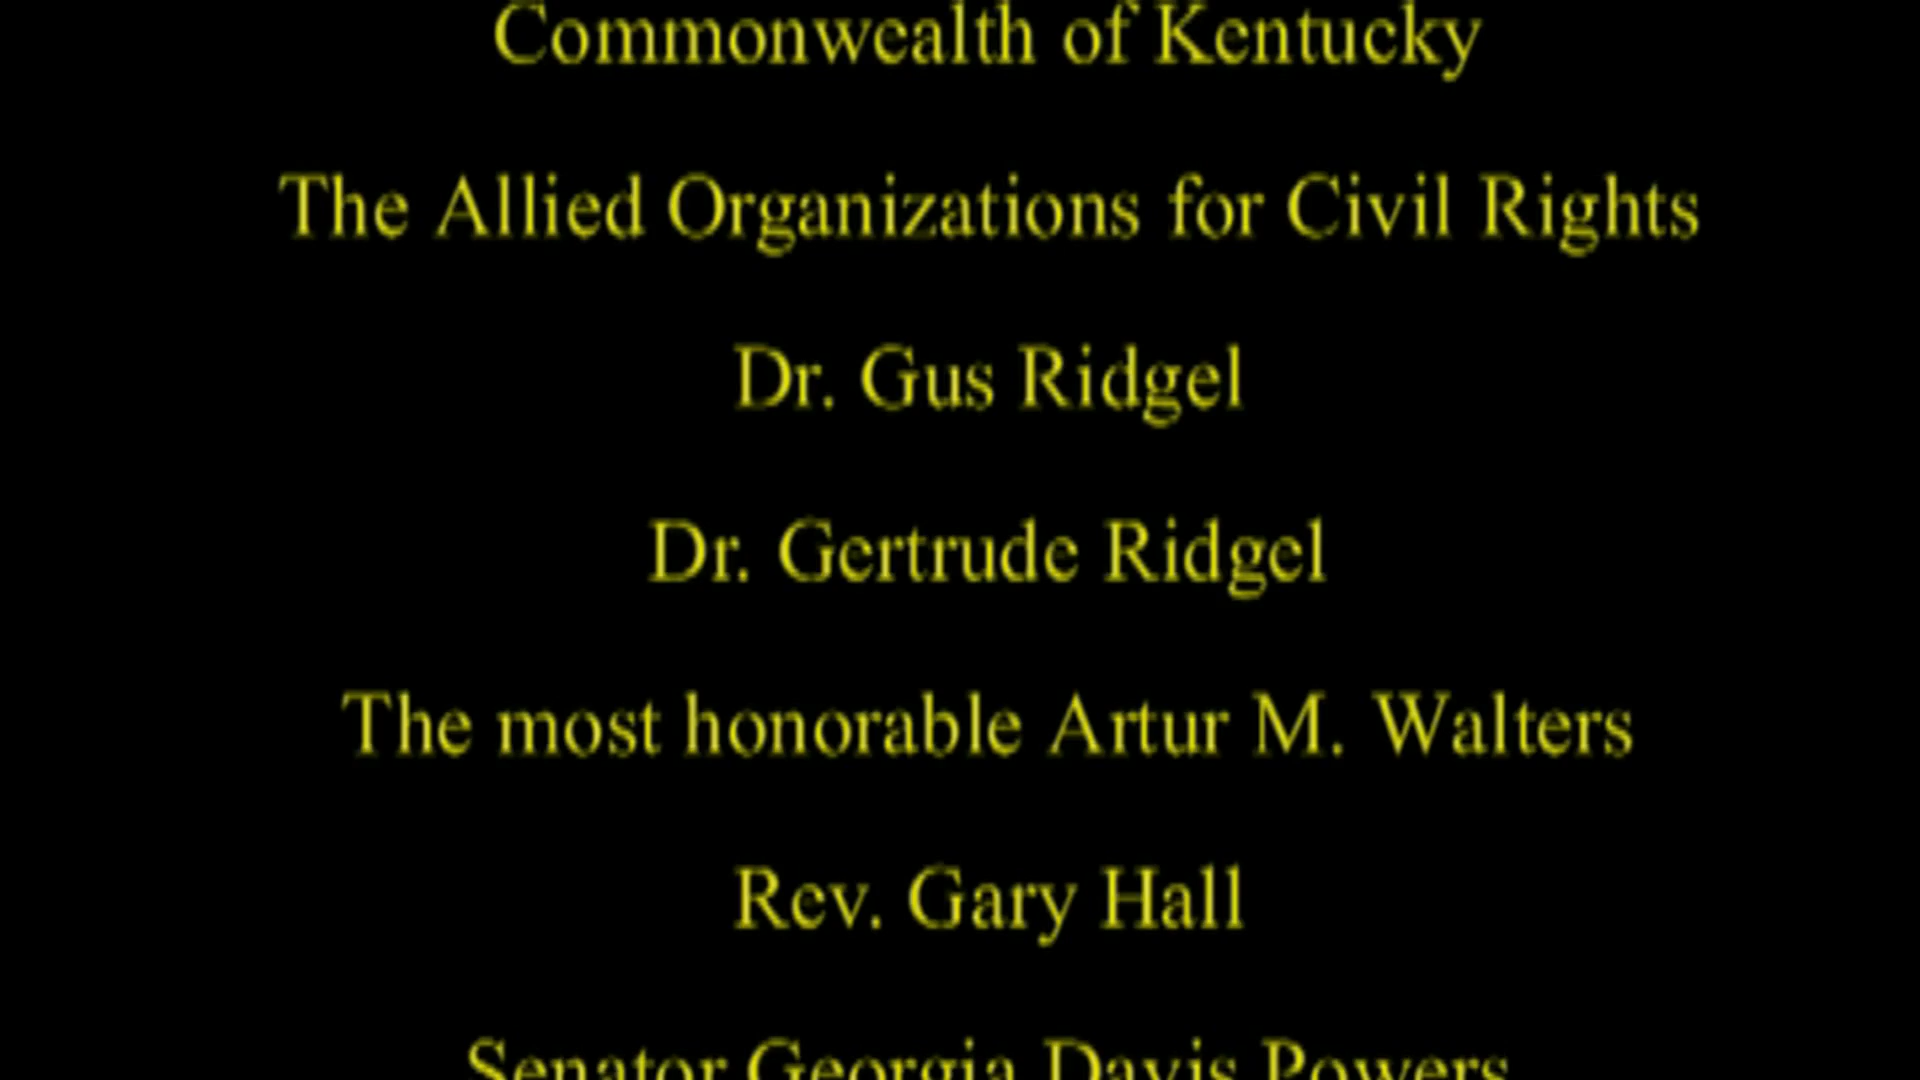 Commonwealth of Kentucky
The Allied Organizations for Civil Rights
Dr. Gus Ridgel
Dr. Gertrude Ridgel
The most honorable Artur M. Walters
Rev. Gary Hall
Senator Georgia Davis Powers